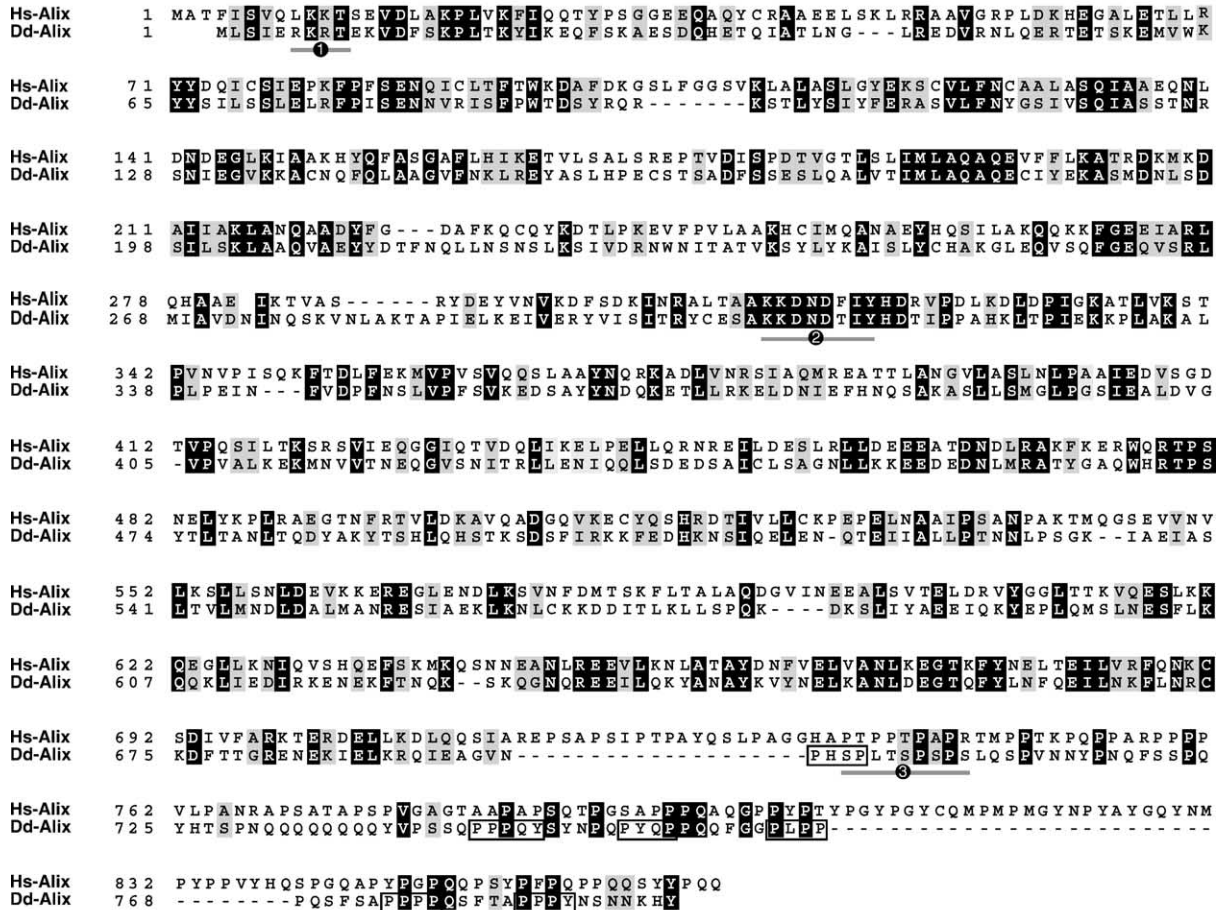 Hs-Alix 1 MATFISVQLKKTSEVDLAKPLVKFIQQTYPSGGEEQAQYCRAAEELSKLRRAAVGRPLDKHEGALETLLR
Dd-Alix 1 MLSIERKRTEKVDFSKPLTKYIKEQFSKAESDQHETQIATLNG---LREDVRNLQERTETSKEMVWK
1
Hs-Alix 71 YYDQICSIEPKFPFSENQICLTFTWKDAFDKGSLFGGSVKLALASLGYEKSCVLFNCAALASQIAAEQNL
Dd-Alix 65 YYSILSSLELRFPISENNVRISFPWTDSYRQR-------KSTLYSIYFERASVLFNYGSIVSQIASSTNR
Hs-Alix 141 DNDEGLKIAAKHYQFASGAFLHIKETVLSALSREPTVDISPDTVGTLSLIMLAQAQEVFFLKATRDKMKD
Dd-Alix 128 SNIEGVKKACNQFQLAAGVFNKLREYASLHPECSTSADFSSESLQALVTIMLAQAQECIYEKASMDNLSD
Hs-Alix 211 AIIAKLANQAADYFG---DAFKQCQYKDTLPKEVFPVLAAKHCIMQANAEYHQSILAKQQKKFGEEIARL
Dd-Alix 198 SILSKLAAQVAEYYDTFNQLLNSNSLKSIVDRNWNITATVKSYLYKAISLYCHAKGLEQVSQFGEQVSRL
Hs-Alix 278 QHAAE IKTVAS------RYDEYVNVKDFSDKINRALTAAKKDNDFIYHDRVPDLKDLDPIGKATLVKST
Dd-Alix 268 MIAVDNINQSKVNLAKTAPIELKEIVERYVISITRYCESAKKDNDTIYHDTIPPAHKLTPIEKKPLAKAL
2
Hs-Alix 342 PVNVPISQKFTDLFEKMVPVSVQQSLAAYNQRKADLVNRSIAQMREATTLANGVLASLNLPAAIEDVSGD
Dd-Alix 338 PLPEIN---FVDPFNSLVPFSVKEDSAYYNDQKETLLRKELDNIEFHNQSAKASLLSMGLPGSIEALDVG
Hs-Alix 412 TVPQSILTKSRSVIEQGGIQTVDQLIKELPELLQRNREILDESLRLLDEEEATDNDLRAKFKERWQRTPS
Dd-Alix 405 -VPVALKEKMNVVTNEQGVSNITRLLENIQQLSDEDSAICLSAGNLLKKEEDEDNLMRATYGAQWHRTPS
Hs-Alix 482 NELYKPLRAEGTNFRTVLDKAVQADGQVKECYQSHRDTIVLLCKPEPELNAAIPSANPAKTMQGSEVVNV
Dd-Alix 474 YTLTANLTQDYAKYTSHLQHSTKSDSFIRKKFEDHKNSIQELEN-QTEIIALLPTNNLPSGK--IAEIAS
Hs-Alix 552 LKSLLSNLDEVKKEREGLENDLKSVNFDMTSKFLTALAQDGVINEEALSVTELDRVYGGLTTKVQESLKK
Dd-Alix 541 LTVLMNDLDALMANRESIAEKLKNLCKKDDITLKLLSPQK----DKSLIYAEEIQKYEPLQMSLNESFLK
Hs-Alix 622 QEGLLKNIQVSHQEFSKMKQSNNEANLREEVLKNLATAYDNFVELVANLKEGTKFYNELTEILVRFQNKC
Dd-Alix 607 QQKLIEDIRKENEKFTNQK--SKQGNQREEILQKYANAYKVYNELKANLDEGTQFYLNFQEILNKFLNRC
Hs-Alix 692 SDIVFARKTERDELLKDLQQSIAREPSAPSIPTPAYQSLPAGGHAPTPPTPAPRTMPPTKPQPPARPPPP
Dd-Alix 675 KDFTTGRENEKIELKRQIEAGVN--------------------PHSPLTSPSPSLQSPVNNYPNQFSSPQ
3
Hs-Alix 762 VLPANRAPSATAPSPVGAGTAAPAPSQTPGSAPPPQAQGPPYPTYPGYPGYCQMPMPMGYNPYAYGQYNM
Dd-Alix 725 YHTSPNQQQQQQQQYVPSSQPPPQYSYNPQPYQPPQQFGGPLPP--------------------------
Hs-Alix 832 PYPPVYHQSPGQAPYPGPQQPSYPFPQPPQQSYYPQQ
Dd-Alix 768 --------PQSFSAPPPPQSFTAPPPYNSNNKHY